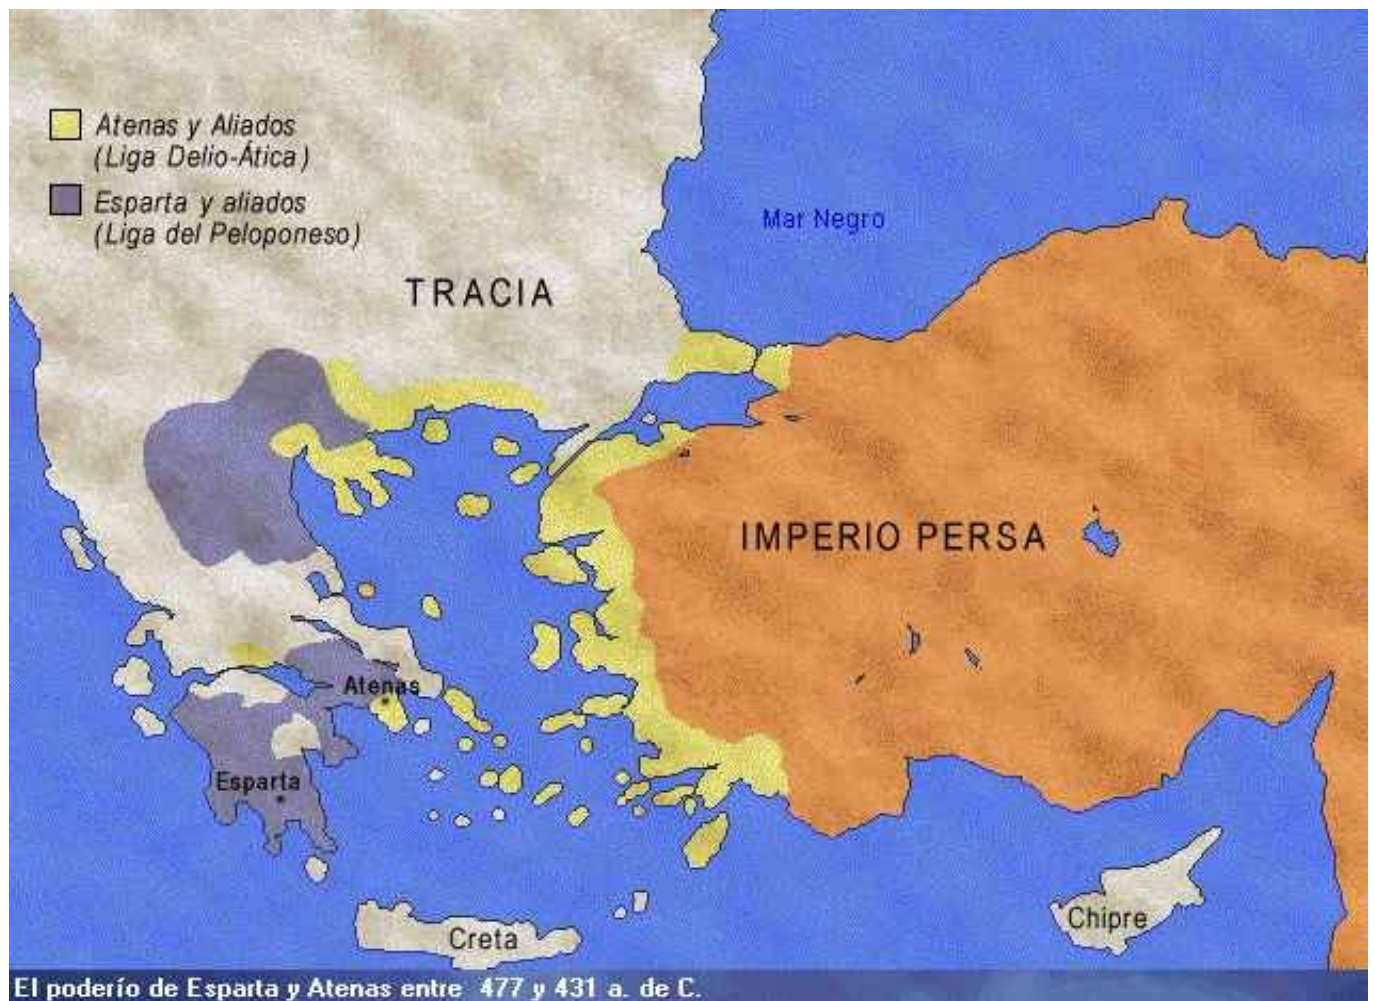 Atenas y Aliados
(Liga Delio-Ática)
Esparta y aliados
(Liga del Peloponeso)
Mar Negro
TRACIA
IMPERIO PERSA
Atenas
Esparta
Chipre
Creta
El poderío de Esparta y Atenas entre 477 y 431 a. de C.